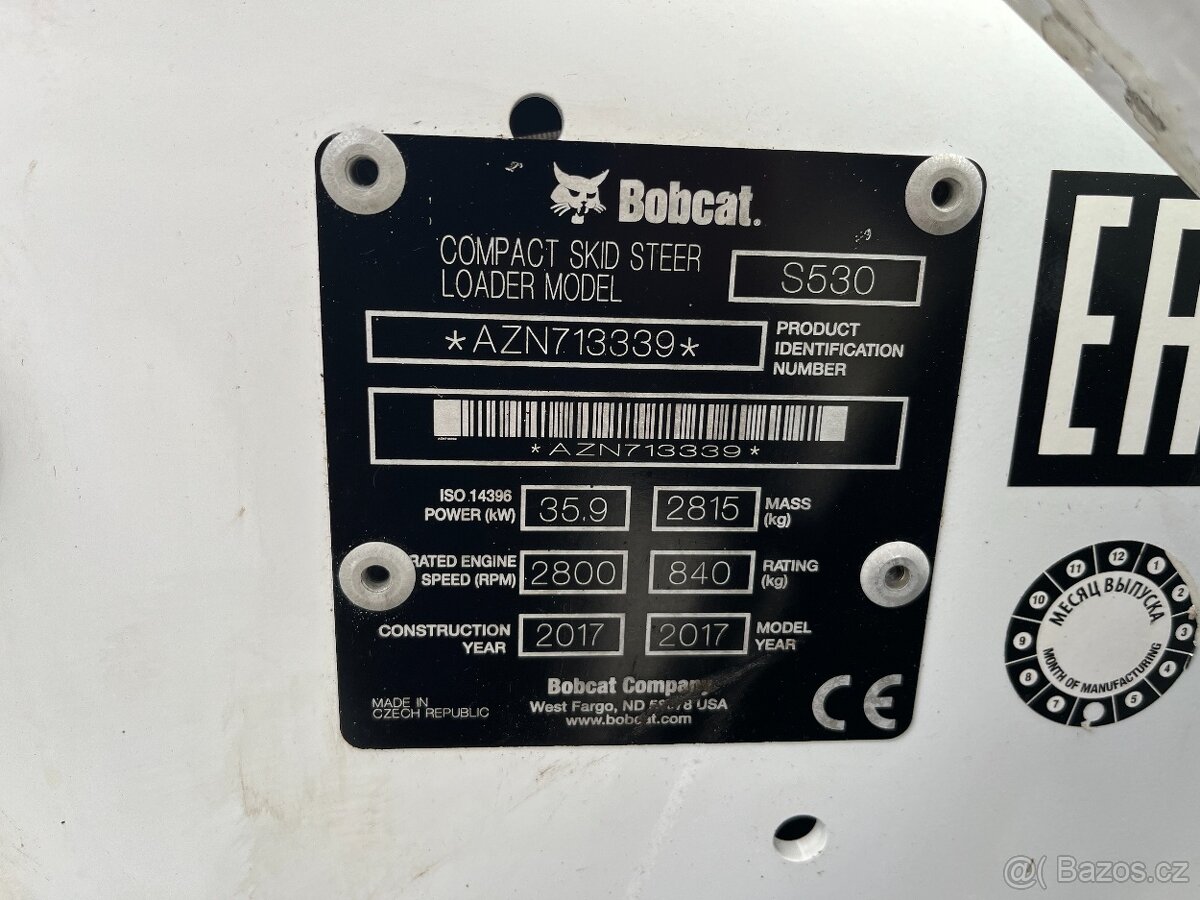 Bobcat.
COMPACT SKID STEER
LOADER MODEL
S530
*AZN713339*
PRODUCT
IDENTIFICATION
NUMBER
*AZN713339*
ISO 14396
POWER (kW)
35.9
2815
MASS
(kg)
RATED ENGINE
SPEED (RPM)
2800
840
RATING
(kg)
CONSTRUCTION
YEAR
2017
2017
MODEL
YEAR
Bobcat Company
West Fargo, ND USA
www.bobcat.com
MADE IN
CZECH REPUBLIC
CE
EA
МЕСЯЦ ВЫПУСКА
MONTH OF MANUFACTURING
12
1
2
3
4
5
7
8
9
10
11
@( Bazos.cz